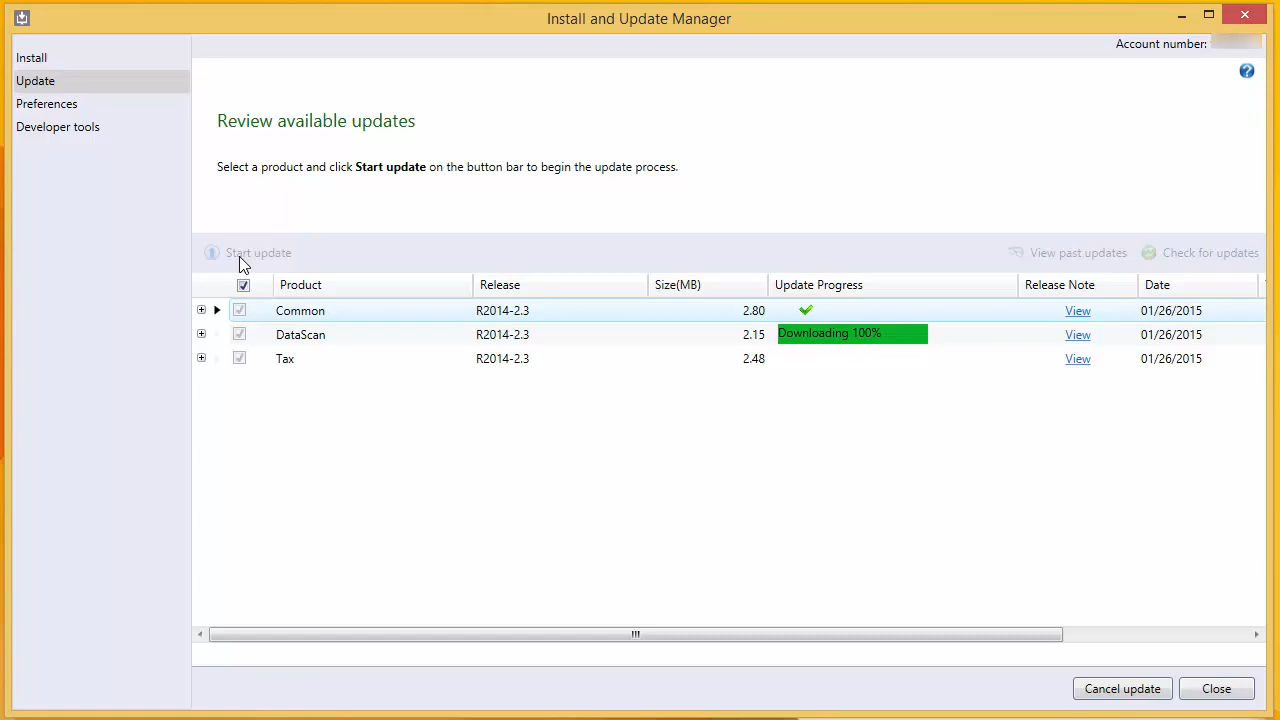 Install and Update Manager
Account number:
Install
Update
Preferences
Developer tools
Review available updates
Select a product and click Start update on the button bar to begin the update process.
Start update View past updates Check for updates
Product Release Size(MB) Update Progress Release Note Date
Common R2014-2.3 2.80 View 01/26/2015
DataScan R2014-2.3 2.15 Downloading 100% View 01/26/2015
Tax R2014-2.3 2.48 View 01/26/2015
Cancel update Close